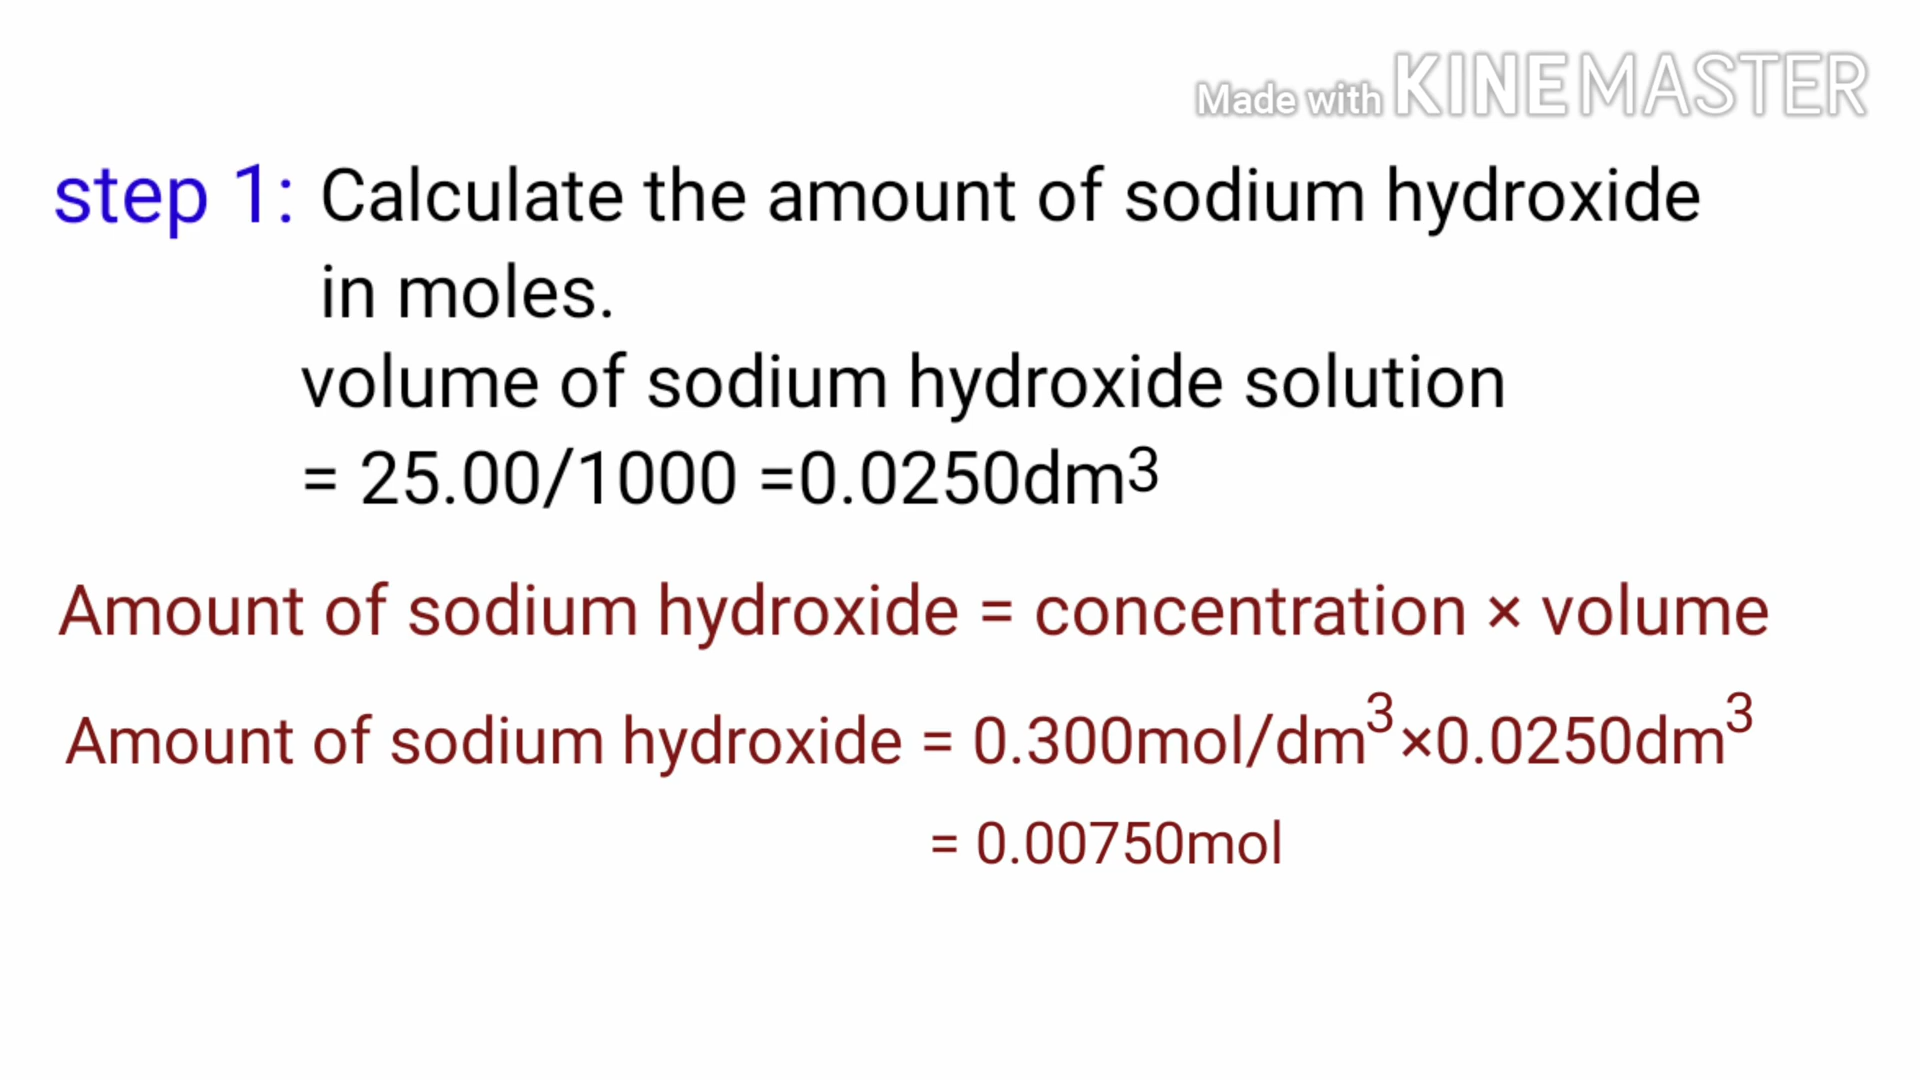 Made with KINEMASTER
step 1: Calculate the amount of sodium hydroxide
in moles.
volume of sodium hydroxide solution
= 25.00/1000 =0.0250dm³
Amount of sodium hydroxide = concentration × volume
Amount of sodium hydroxide = 0.300mol/dm³×0.0250dm³
= 0.00750mol